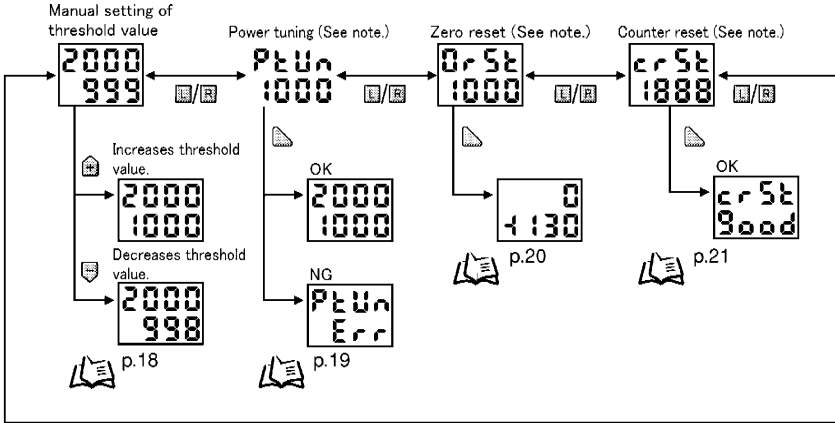 Manual setting of
threshold value
Power tuning (See note.)
Zero reset (See note.)
Counter reset (See note.)
2000
999
PtUn
1000
0rSt
1000
crSt
1888
L/R
L/R
L/R
L/R
+
Increases threshold
value.
2000
1000
-
Decreases threshold
value.
2000
998
p.18
OK
2000
1000
NG
PtUn
Err
p.19
0
p.20
OK
crSt
good
p.21